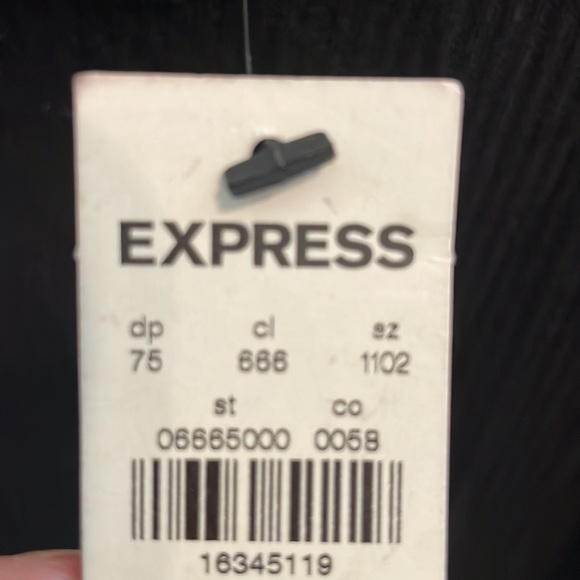 EXPRESS
dp cl sz
75 666 1102
st co
06665000 0058
16345119